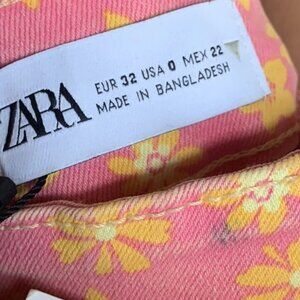 ZARA
EUR 32 USA 0 MEX 22
MADE IN BANGLADESH